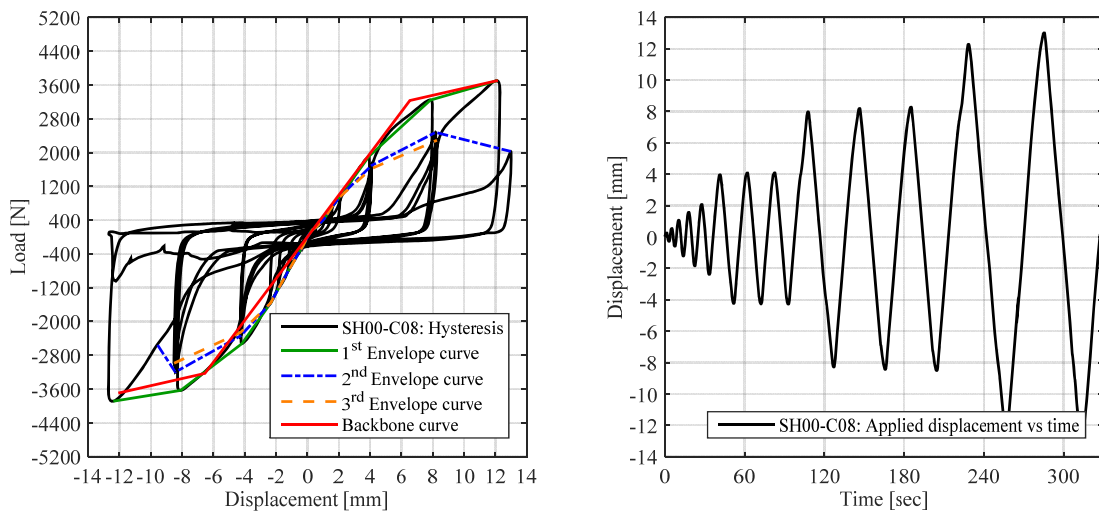 5200
4400
3600
2800
2000
1200
400
-400
-1200
-2000
-2800
-3600
-4400
-5200
Load [N]
-14 -12 -10 -8 -6 -4 -2 0 2 4 6 8 10 12 14
Displacement [mm]
SH00-C08: Hysteresis
1st Envelope curve
2nd Envelope curve
3rd Envelope curve
Backbone curve
14
12
10
8
6
4
2
0
-2
-4
-6
-8
-10
-12
-14
Displacement [mm]
0 60 120 180 240 300
Time [sec]
SH00-C08: Applied displacement vs time